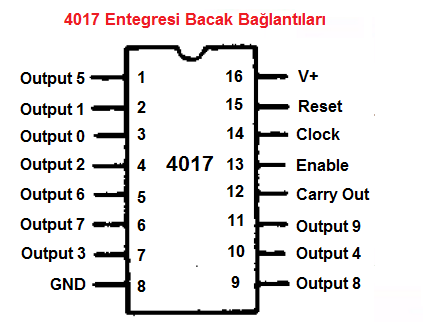 4017 Entegresi Bacak Bağlantıları
Output 5 1 16 V+
Output 1 2 15 Reset
Output 0 3 14 Clock
Output 2 4 4017 13 Enable
Output 6 5 12 Carry Out
Output 7 6 11 Output 9
Output 3 7 10 Output 4
GND 8 9 Output 8